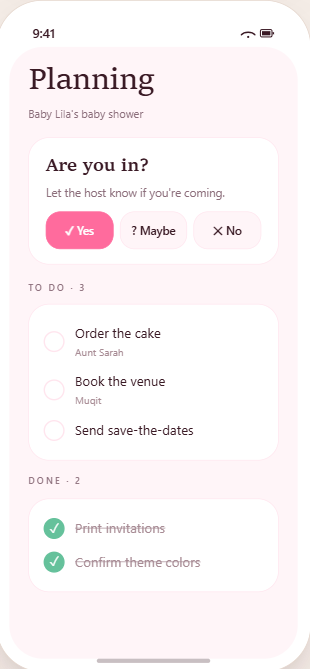 9:41
Planning
Baby Lila's baby shower
Are you in?
Let the host know if you're coming.
✓ Yes
? Maybe
✕ No
TO DO · 3
Order the cake
Aunt Sarah
Book the venue
Muqit
Send save-the-dates
DONE · 2
Print invitations
Confirm theme colors